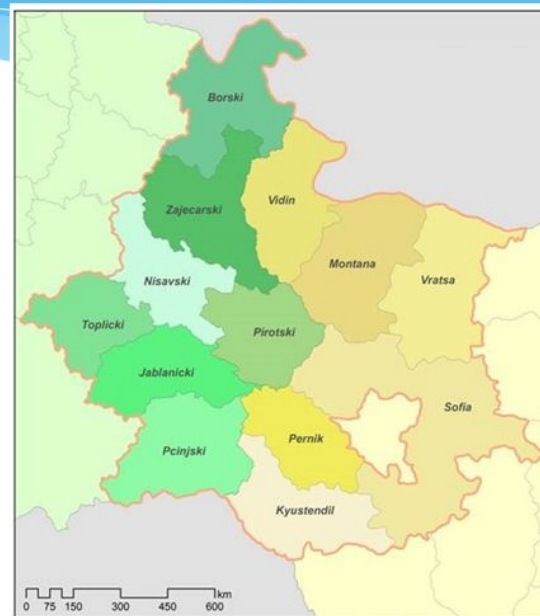 Borski
Zajecarski
Vidin
Nisavski
Montana
Vratsa
Toplicki
Pirotski
Jablanicki
Sofia
Pernik
Pcinjski
Kyustendil
km
0 75 150 300 450 600